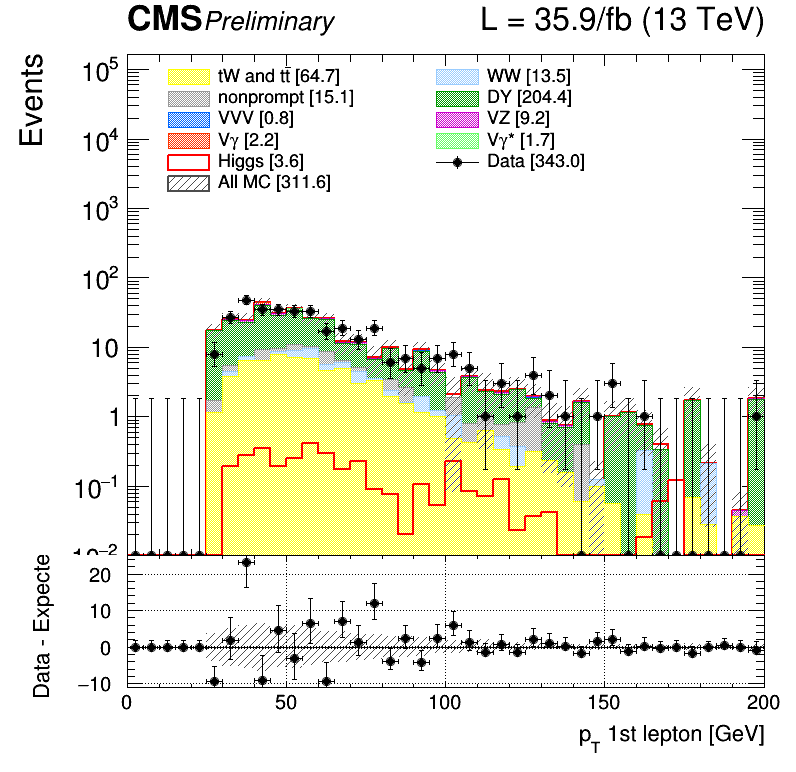 CMS Preliminary L = 35.9/fb (13 TeV)
Events
tW and tt̄ [64.7] WW [13.5]
nonprompt [15.1] DY [204.4]
VVV [0.8] VZ [9.2]
Vγ [2.2] Vγ* [1.7]
Higgs [3.6] Data [343.0]
All MC [311.6]
10⁵
10⁴
10³
10²
10
1
10⁻¹
10⁻²
Data - Expecte
20
10
0
−10
0 50 100 150 200
p_T 1st lepton [GeV]